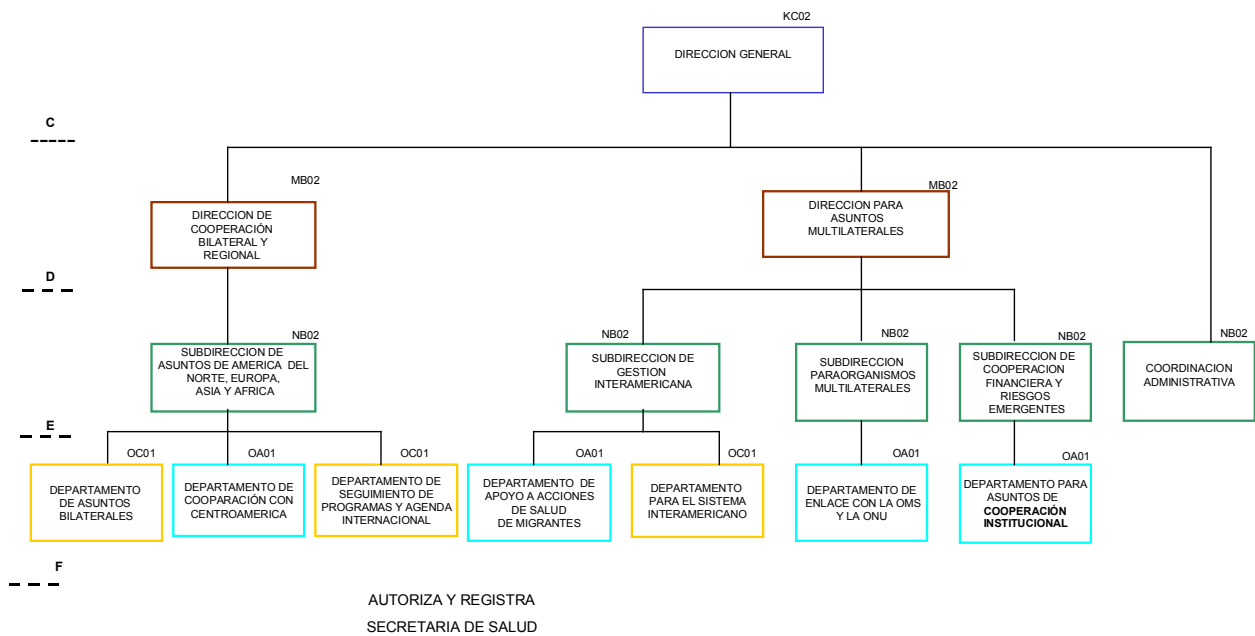 KC02
DIRECCION GENERAL
C
MB02
DIRECCION DE
COOPERACIÓN
BILATERAL Y
REGIONAL
MB02
DIRECCION PARA
ASUNTOS
MULTILATERALES
D
NB02
SUBDIRECCION DE
ASUNTOS DE AMERICA DEL
NORTE, EUROPA,
ASIA Y AFRICA
NB02
SUBDIRECCION DE
GESTION
INTERAMERICANA
NB02
SUBDIRECCION
PARAORGANISMOS
MULTILATERALES
NB02
SUBDIRECCION DE
COOPERACION
FINANCIERA Y
RIESGOS
EMERGENTES
NB02
COORDINACION
ADMINISTRATIVA
E
OC01
DEPARTAMENTO
DE ASUNTOS
BILATERALES
OA01
DEPARTAMENTO DE
COOPARACIÓN CON
CENTROAMERICA
OC01
DEPARTAMENTO DE
SEGUIMIENTO DE
PROGRAMAS Y AGENDA
INTERNACIONAL
OA01
DEPARTAMENTO DE
APOYO A ACCIONES
DE SALUD
DE MIGRANTES
OC01
DEPARTAMENTO
PARA EL SISTEMA
INTERAMERICANO
OA01
DEPARTAMENTO DE
ENLACE CON LA OMS
Y LA ONU
OA01
DEPARTAMENTO PARA
ASUNTOS DE
COOPERACIÓN
INSTITUCIONAL
F
AUTORIZA Y REGISTRA
SECRETARIA DE SALUD